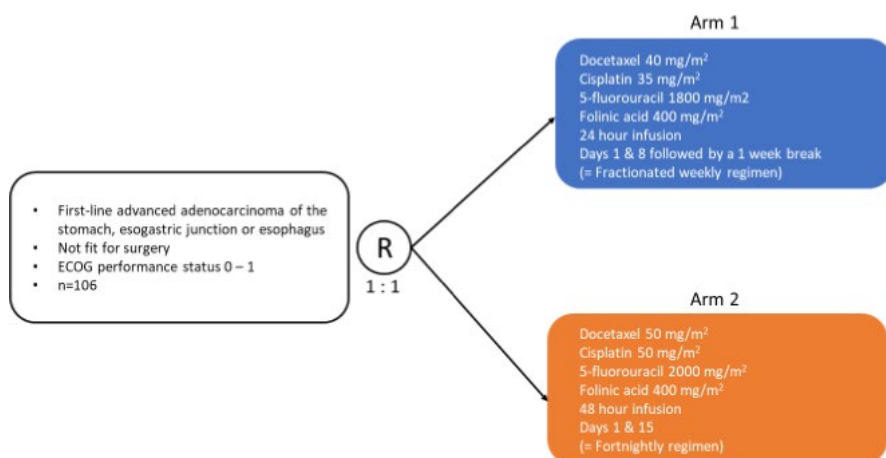 Arm 1
Docetaxel 40 mg/m²
Cisplatin 35 mg/m²
5-fluorouracil 1800 mg/m2
Folinic acid 400 mg/m²
24 hour infusion
Days 1 & 8 followed by a 1 week break
(= Fractionated weekly regimen)
• First-line advanced adenocarcinoma of the
stomach, esogastric junction or esophagus
• Not fit for surgery
• ECOG performance status 0 – 1
• n=106
R
1 : 1
Arm 2
Docetaxel 50 mg/m²
Cisplatin 50 mg/m²
5-fluorouracil 2000 mg/m²
Folinic acid 400 mg/m²
48 hour infusion
Days 1 & 15
(= Fortnightly regimen)